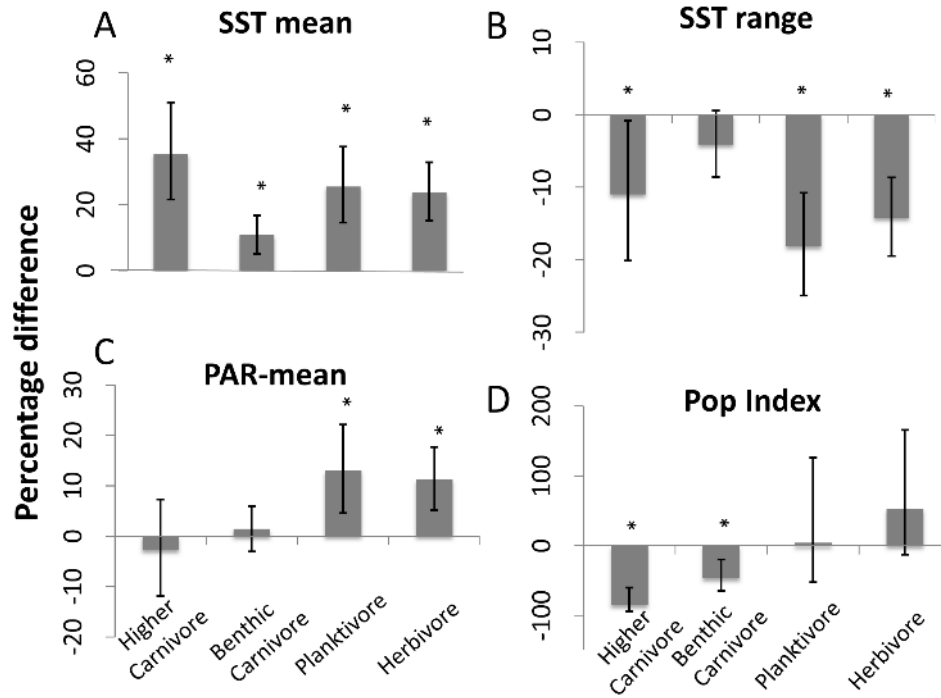 A
SST mean
60
40
20
0
* * * *
B
SST range
10
0
-10
-20
-30
* * *
Percentage difference
C
PAR-mean
30
20
10
0
-10
-20
* *
Higher
Carnivore
Benthic
Carnivore
Planktivore
Herbivore
D
Pop Index
200
100
0
-100
* *
Higher
Carnivore
Benthic
Carnivore
Planktivore
Herbivore